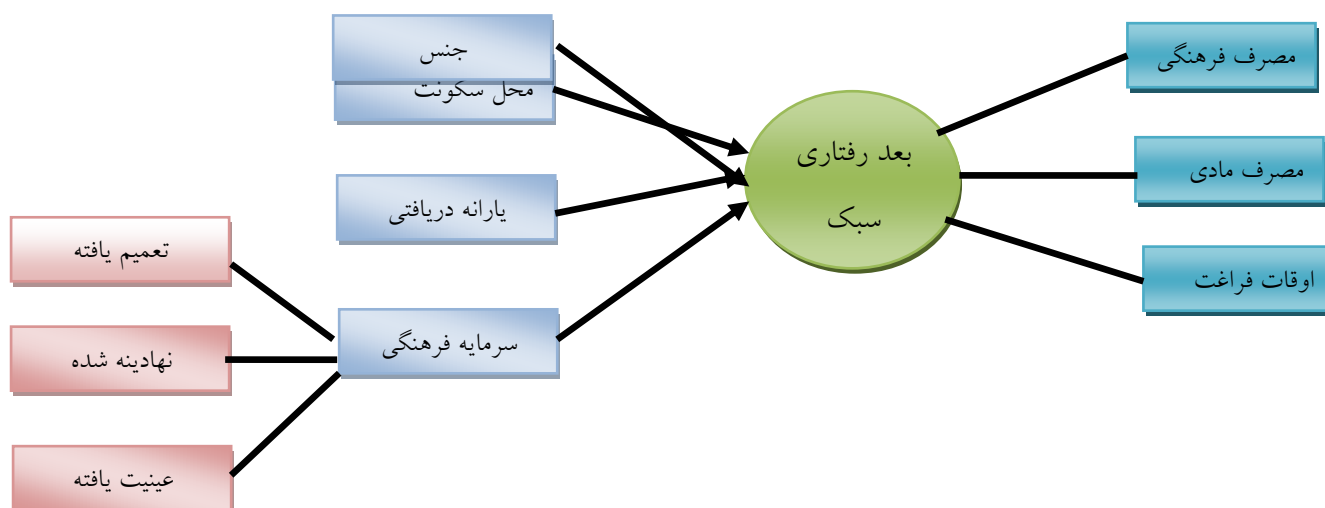 جنس
محل سکونت
یارانه دریافتی
سرمایه فرهنگی
تعمیم یافته
نهادینه شده
عینیت یافته
بعد رفتاری
سبک
مصرف فرهنگی
مصرف مادی
اوقات فراغت